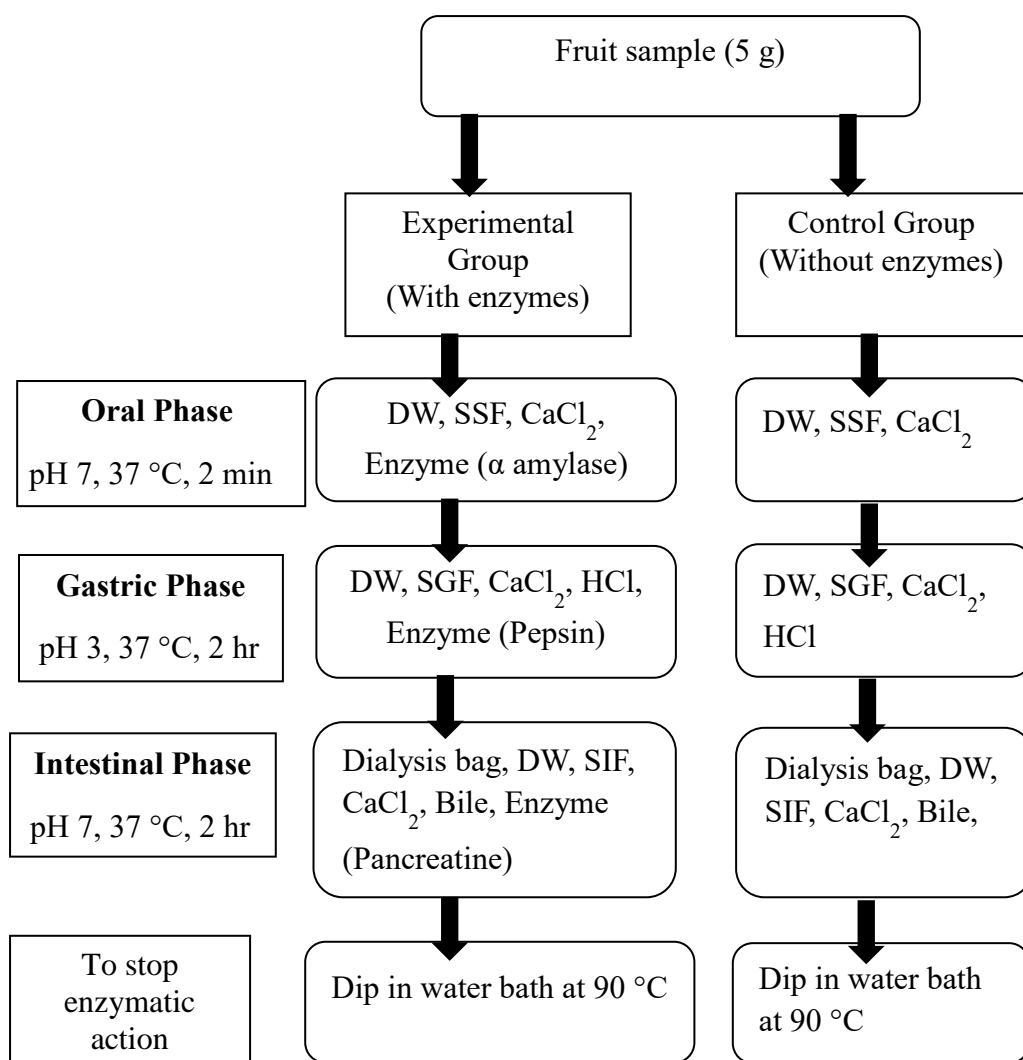 Fruit sample (5 g)
Experimental
Group
(With enzymes)
Control Group
(Without enzymes)
Oral Phase
pH 7, 37 °C, 2 min
DW, SSF, CaCl₂,
Enzyme (α amylase)
DW, SSF, CaCl₂
Gastric Phase
pH 3, 37 °C, 2 hr
DW, SGF, CaCl₂, HCl,
Enzyme (Pepsin)
DW, SGF, CaCl₂,
HCl
Intestinal Phase
pH 7, 37 °C, 2 hr
Dialysis bag, DW, SIF,
CaCl₂, Bile, Enzyme
(Pancreatine)
Dialysis bag, DW,
SIF, CaCl₂, Bile,
To stop
enzymatic
action
Dip in water bath at 90 °C
Dip in water bath
at 90 °C